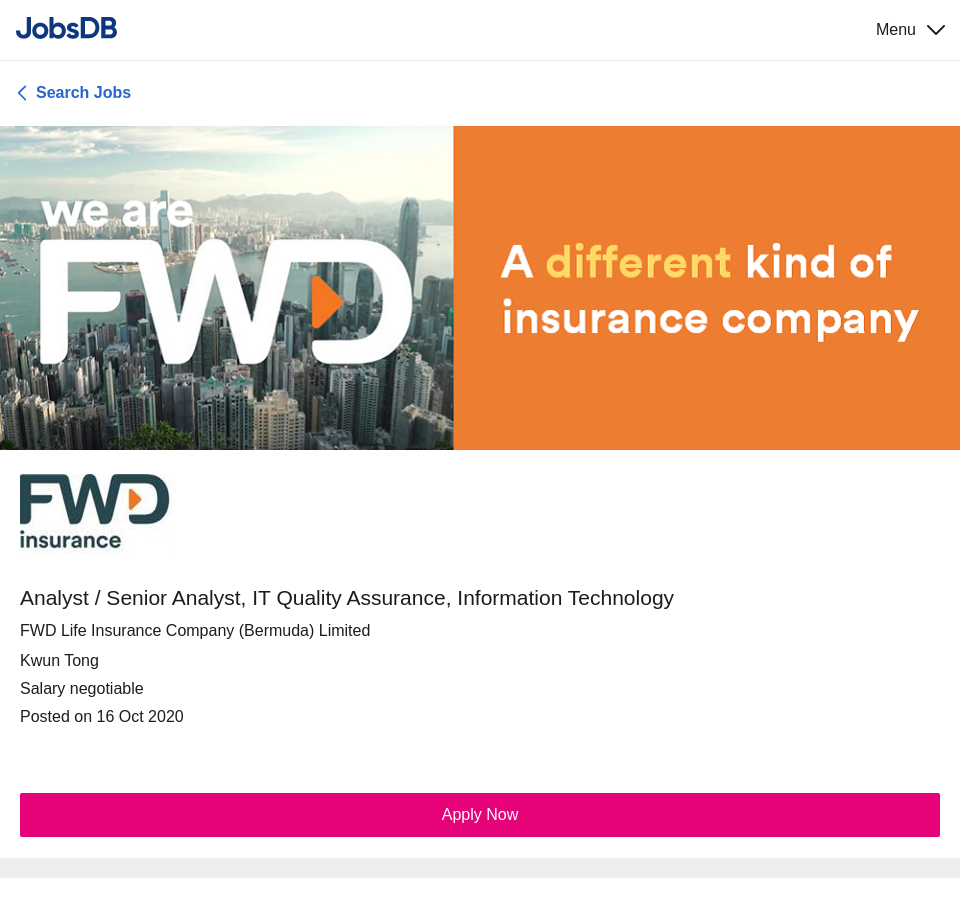 JobsDB
Menu
Search Jobs
we are
FWD
A different kind of
insurance company
FWD
insurance
Analyst / Senior Analyst, IT Quality Assurance, Information Technology
FWD Life Insurance Company (Bermuda) Limited
Kwun Tong
Salary negotiable
Posted on 16 Oct 2020
Apply Now